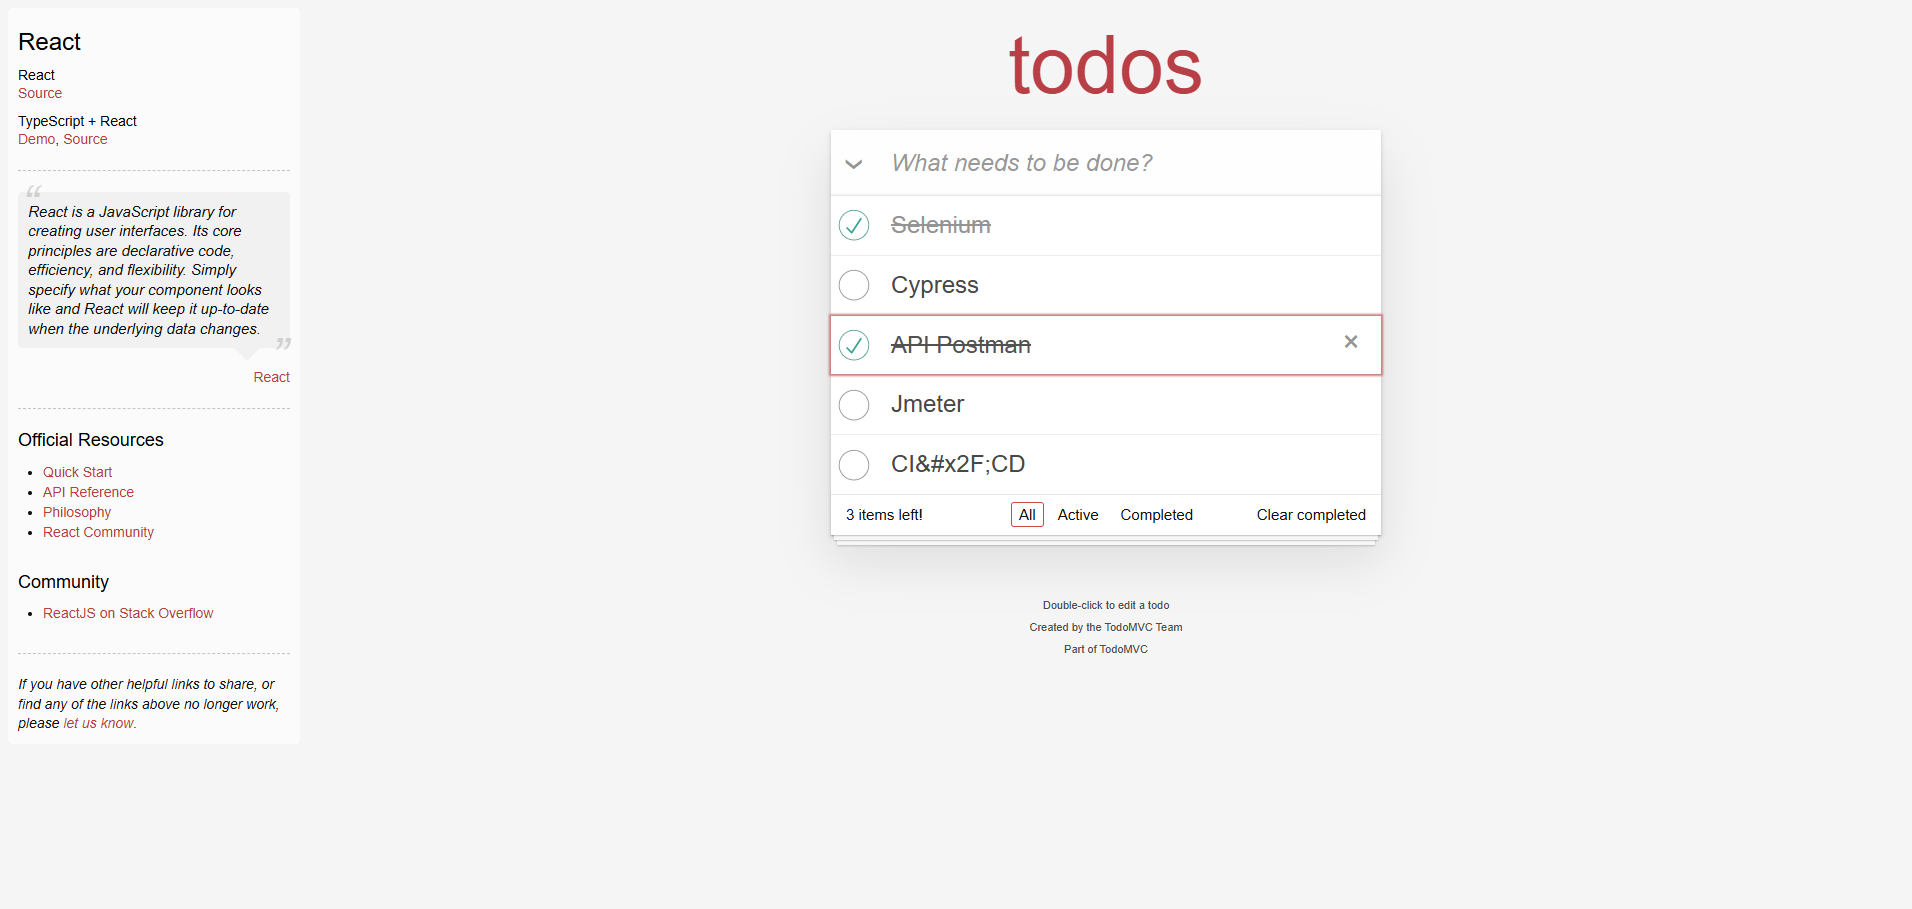 React
React
Source
TypeScript + React
Demo, Source
“
React is a JavaScript library for
creating user interfaces. Its core
principles are declarative code,
efficiency, and flexibility. Simply
specify what your component looks
like and React will keep it up-to-date
when the underlying data changes.
”
React
Official Resources
Quick Start
API Reference
Philosophy
React Community
Community
ReactJS on Stack Overflow
If you have other helpful links to share, or
find any of the links above no longer work,
please let us know.
todos
What needs to be done?
Selenium
Cypress
API Postman ×
Jmeter
CI&#x2F;CD
3 items left! All Active Completed Clear completed
Double-click to edit a todo
Created by the TodoMVC Team
Part of TodoMVC